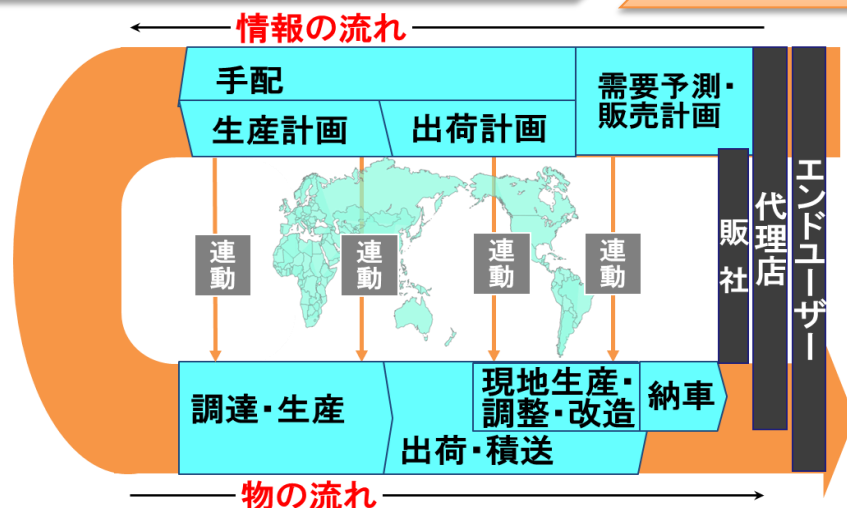 情報の流れ
手配
需要予測・
販売計画
生産計画
出荷計画
連動
連動
連動
連動
販社
代理店
エンドユーザー
調達・生産
現地生産・
調整・改造
納車
出荷・積送
物の流れ